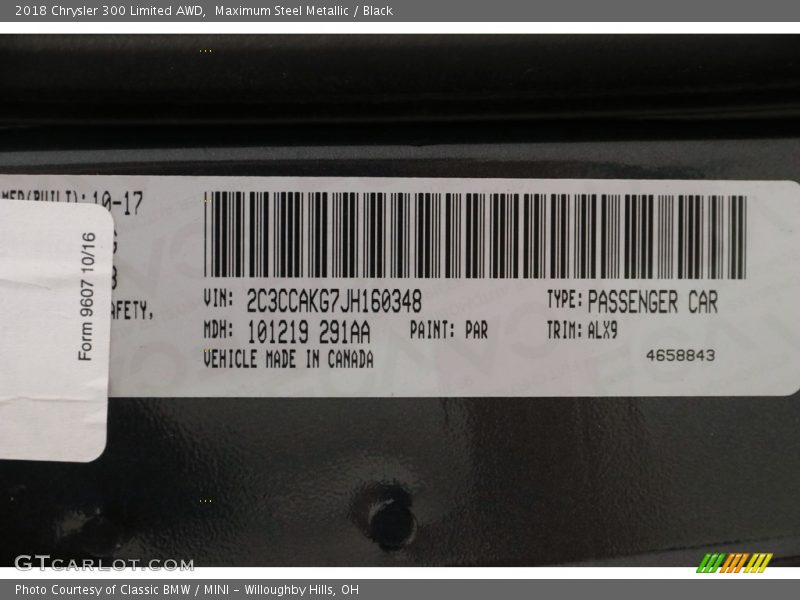 2018 Chrysler 300 Limited AWD, Maximum Steel Metallic / Black
MFD(BUILT): 10-17
AFETY,
Form 9607 10/16
VIN: 2C3CCAKG7JH160348 TYPE: PASSENGER CAR
MDH: 101219 291AA PAINT: PAR TRIM: ALX9
VEHICLE MADE IN CANADA
4658843
GTCARLOT.COM
Photo Courtesy of Classic BMW / MINI - Willoughby Hills, OH